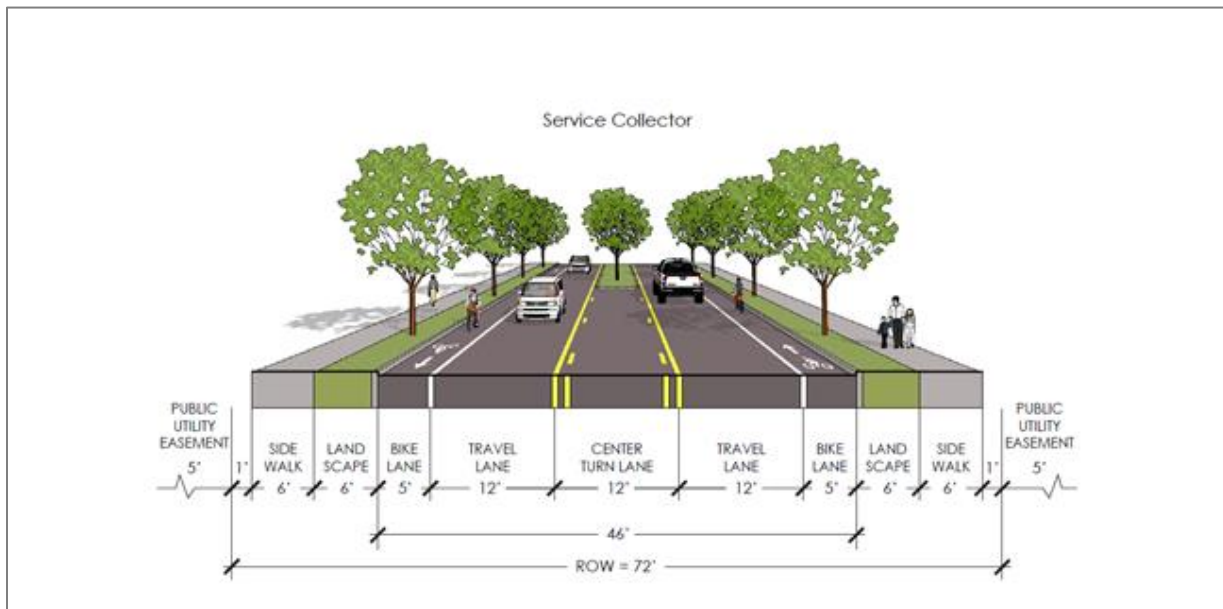 Service Collector
PUBLIC
UTILITY
EASEMENT
5'
1'
SIDE
WALK
6'
LAND
SCAPE
6'
BIKE
LANE
5'
TRAVEL
LANE
12'
CENTER
TURN LANE
12'
TRAVEL
LANE
12'
BIKE
LANE
5'
LAND
SCAPE
6'
SIDE
WALK
6'
1'
PUBLIC
UTILITY
EASEMENT
5'
46'
ROW = 72'